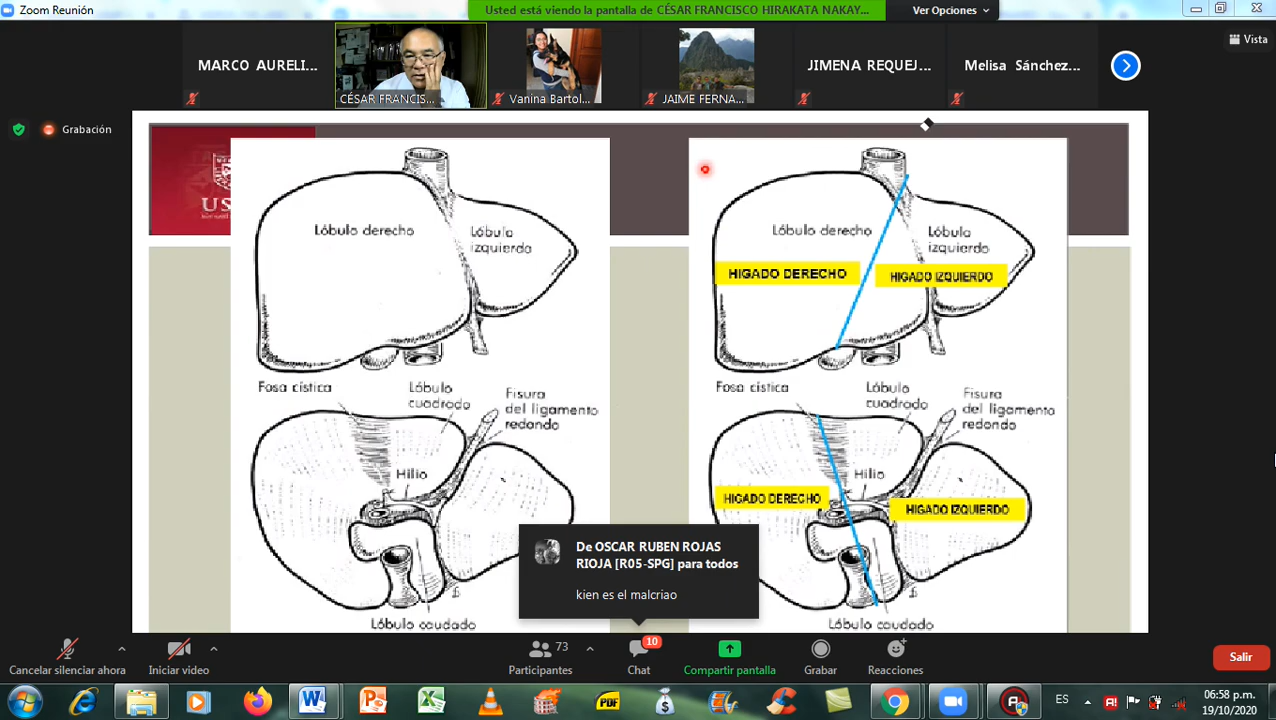 Zoom Reunión
Usted está viendo la pantalla de CÉSAR FRANCISCO HIRAKATA NAKAY...
Ver Opciones
Vista
MARCO AURELI...
CÉSAR FRANCIS...
Vanina Bartol...
JAIME FERNA...
JIMENA REQUEJ...
Melisa Sánchez...
Grabación
US
Lóbulo derecho
Lóbulo
izquierdo
Fosa cística
Lóbulo
cuadrado
Fisura
del ligamento
redondo
Hilio
Lóbulo caudado
Lóbulo derecho
Lóbulo
izquierdo
HIGADO DERECHO
HIGADO IZQUIERDO
Fosa cística
Lóbulo
cuadrado
Fisura
del ligamento
redondo
Hilio
HIGADO DERECHO
HIGADO IZQUIERDO
Lóbulo caudado
De OSCAR RUBEN ROJAS
RIOJA [R05-SPG] para todos
kien es el malcriao
Cancelar silenciar ahora
Iniciar video
73
Participantes
10
Chat
Compartir pantalla
Grabar
Reacciones
Salir
PDF
ES
06:58 p.m.
19/10/2020